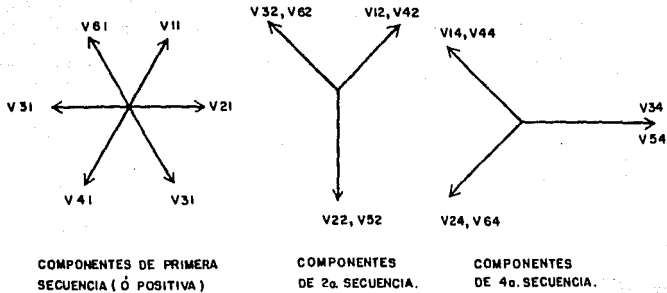 V61 V11
V31 V21
V41 V31
V32, V62 V12, V42
V22, V52
V14, V44
V34
V54
V24, V64
COMPONENTES DE PRIMERA
SECUENCIA ( Ó POSITIVA )
COMPONENTES
DE 2a. SECUENCIA.
COMPONENTES
DE 4a. SECUENCIA.